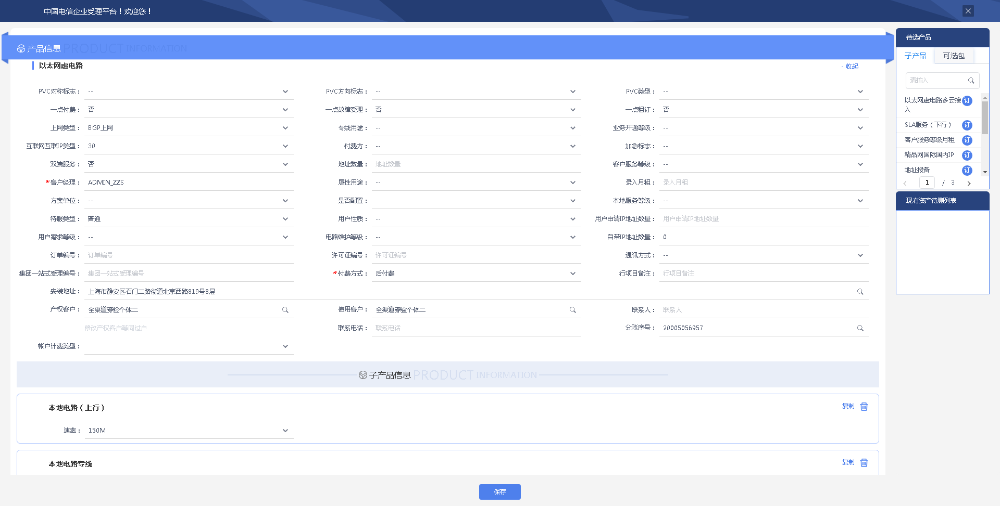 中国电信企业受理平台！欢迎您！
产品信息 PRODUCT INFORMATION
以太网虚电路
- 收起
PVC对称标志： -- PVC方向标志： -- PVC类型： --
一点付费： 否 一点故障受理： 否 一点租订： 否
上网类型： BGP上网 专线用途： -- 业务开通等级： --
互联网互联IP类型： 30 付费方： -- 加急标志： --
双端服务： 否 地址数量： 地址数量 客户服务等级： --
*客户经理： ADMIN_ZZS 属性用途： -- 录入月租： 录入月租
方案单位： -- 是否配置： 本地服务等级： --
特服类型： 普通 用户性质： -- 用户申请IP地址数量： 用户申请IP地址数量
用户需求等级： -- 电路维护等级： -- 自带IP地址数量： 0
订单编号： 订单编号 许可证编号： 许可证编号 通讯方式： --
集团一站式受理编号： 集团一站式受理编号 *付费方式： 后付费 行项目备注： 行项目备注
安装地址： 上海市静安区石门二路街道北京西路819号8层
产权客户： 全渠道穿验个体二 使用客户： 全渠道穿验个体二 联系人： 联系人
修改产权客户等同过户 联系电话： 联系电话 分账序号： 20005056957
帐户计费类型：
子产品信息 PRODUCT INFORMATION
本地电路（上行）
复制
速率： 150M
本地电路专线
复制
保存
待选产品
子产品 可选包
请输入
以太网虚电路多云接入 订
SLA服务（下行） 订
客户服务等级月租 订
精品网国际国内IP 订
地址报备 订
1 / 3
现有资产待删列表